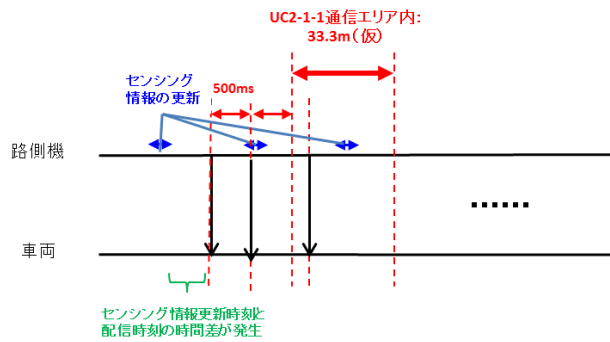 UC2-1-1通信エリア内:
33.3m(仮)
センシング
情報の更新
500ms
路側機
車両
センシング情報更新時刻と
配信時刻の時間差が発生